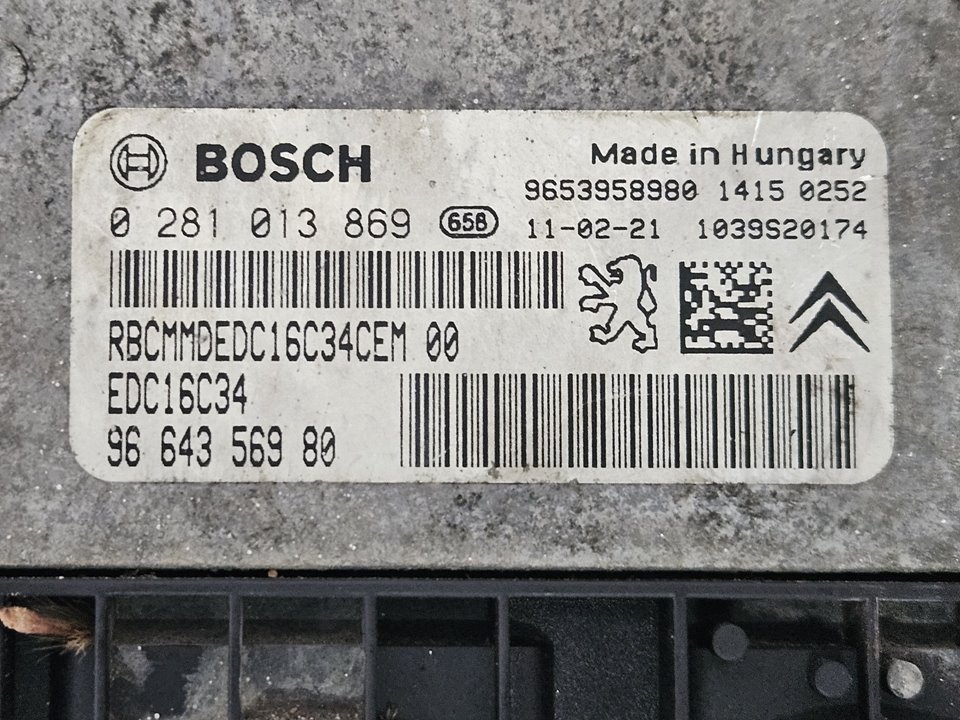 BOSCH
Made in Hungary
9653958980 1415 0252
0 281 013 869 658
11-02-21 1039S20174
RBCMMDEDC16C34CEM 00
EDC16C34
96 643 569 80